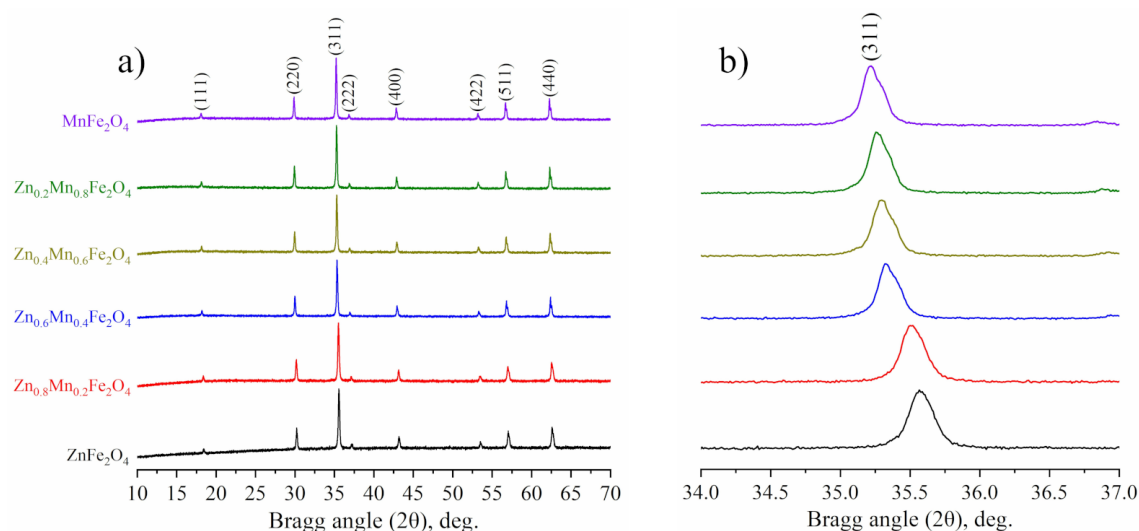 a)
(111)
(220)
(311)
(222)
(400)
(422)
(511)
(440)
MnFe₂O₄
Zn₀.₂Mn₀.₈Fe₂O₄
Zn₀.₄Mn₀.₆Fe₂O₄
Zn₀.₆Mn₀.₄Fe₂O₄
Zn₀.₈Mn₀.₂Fe₂O₄
ZnFe₂O₄
10 15 20 25 30 35 40 45 50 55 60 65 70
Bragg angle (2θ), deg.
b)
(311)
34.0 34.5 35.0 35.5 36.0 36.5 37.0
Bragg angle (2θ), deg.